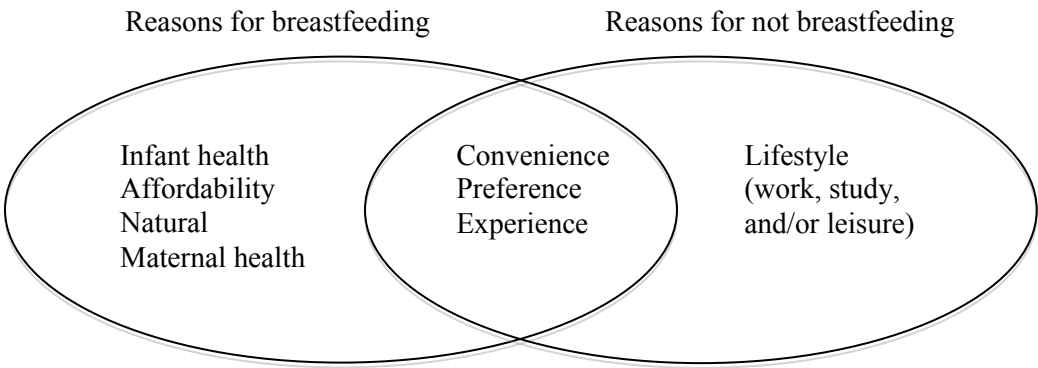 Reasons for breastfeeding
Reasons for not breastfeeding
Infant health
Affordability
Natural
Maternal health
Convenience
Preference
Experience
Lifestyle
(work, study,
and/or leisure)